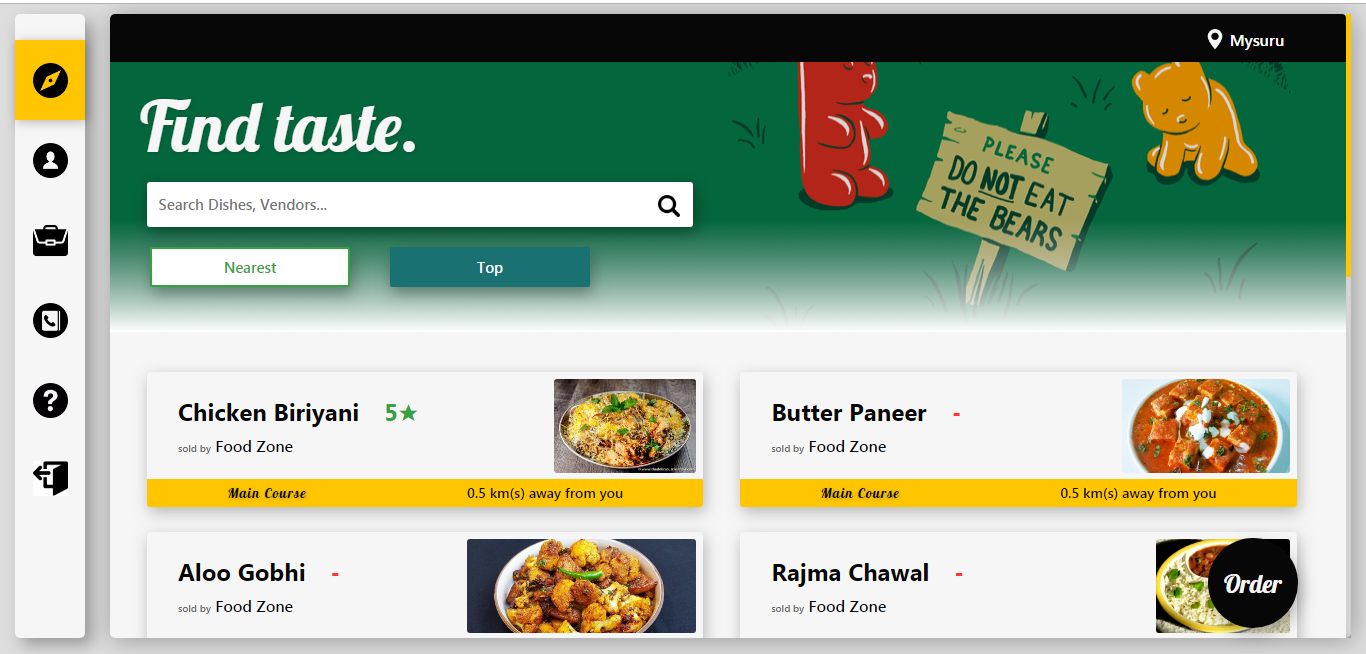 Mysuru
Find taste.
PLEASE
DO NOT EAT
THE BEARS
Search Dishes, Vendors...
Nearest
Top
Chicken Biriyani 5★
sold by Food Zone
Main Course 0.5 km(s) away from you
Butter Paneer -
sold by Food Zone
Main Course 0.5 km(s) away from you
Aloo Gobhi -
sold by Food Zone
Rajma Chawal -
sold by Food Zone
Order